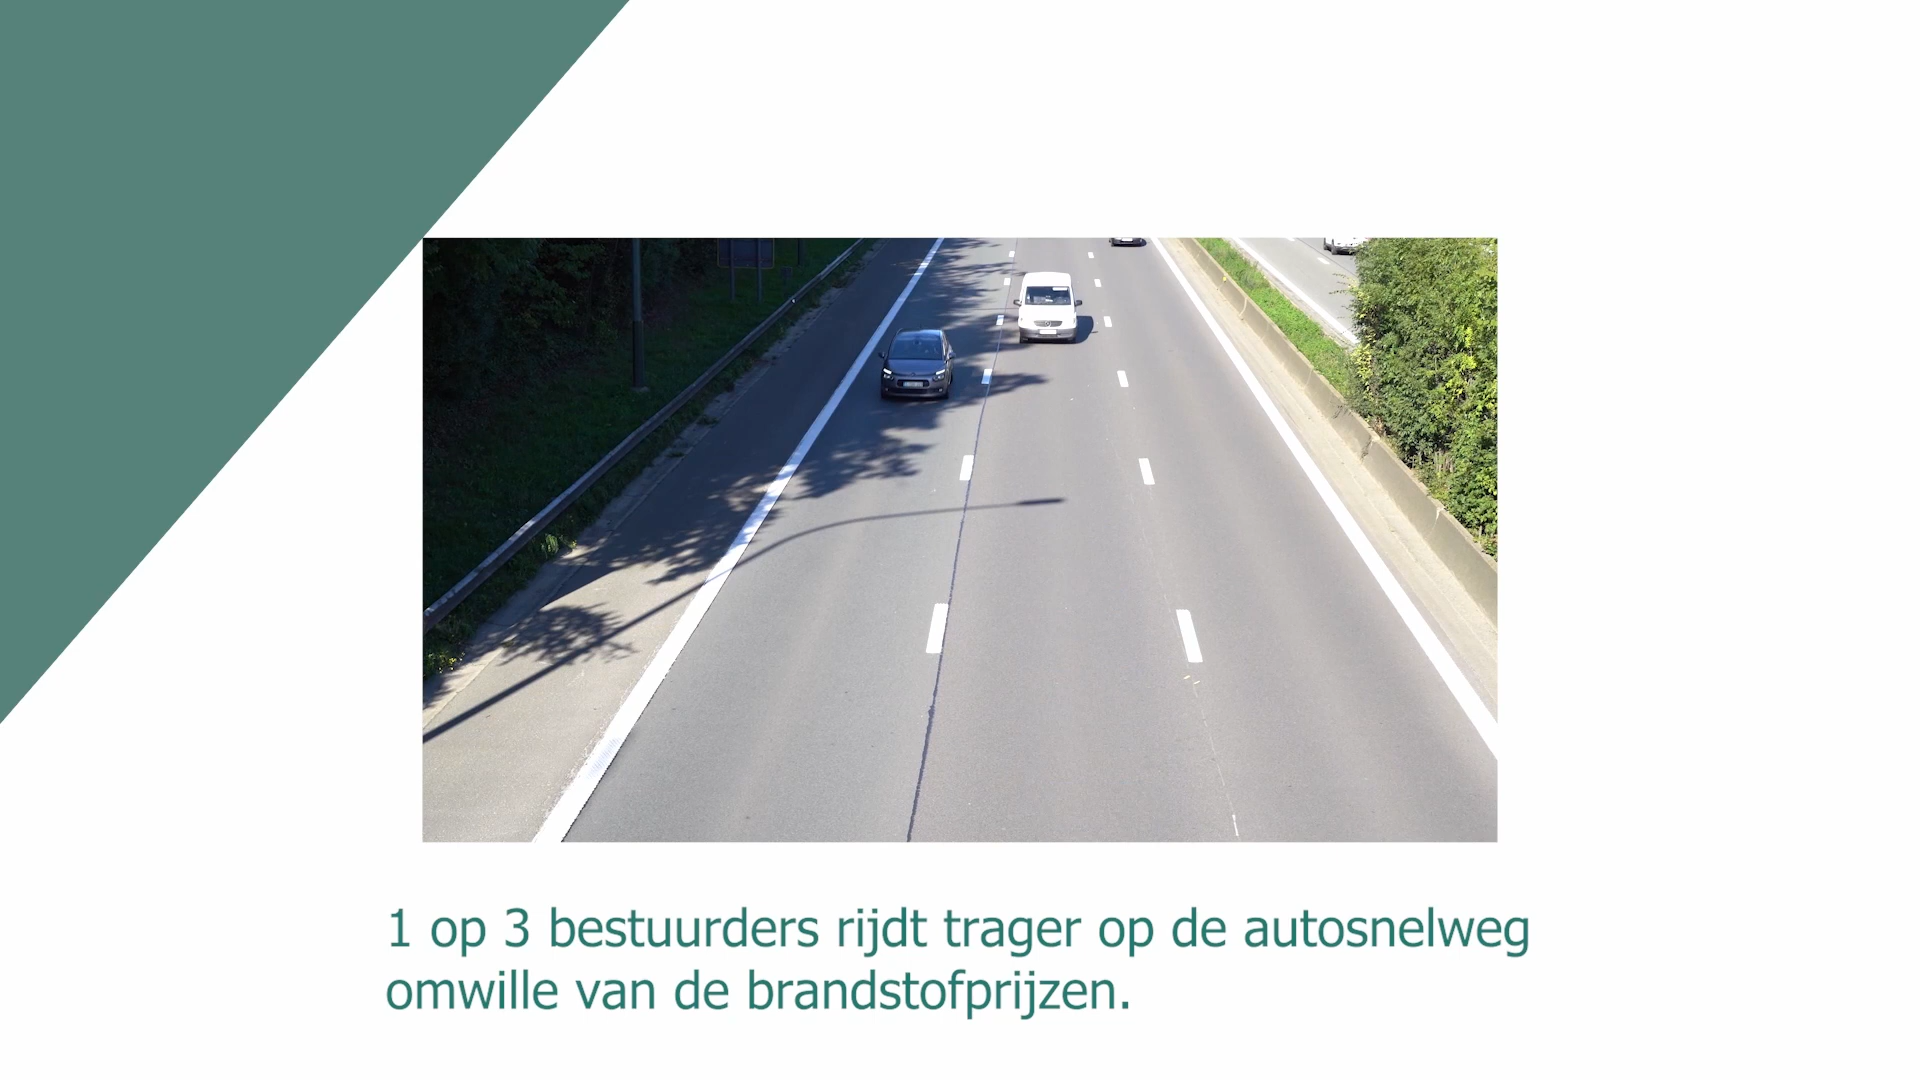 1 op 3 bestuurders rijdt trager op de autosnelweg
omwille van de brandstofprijzen.